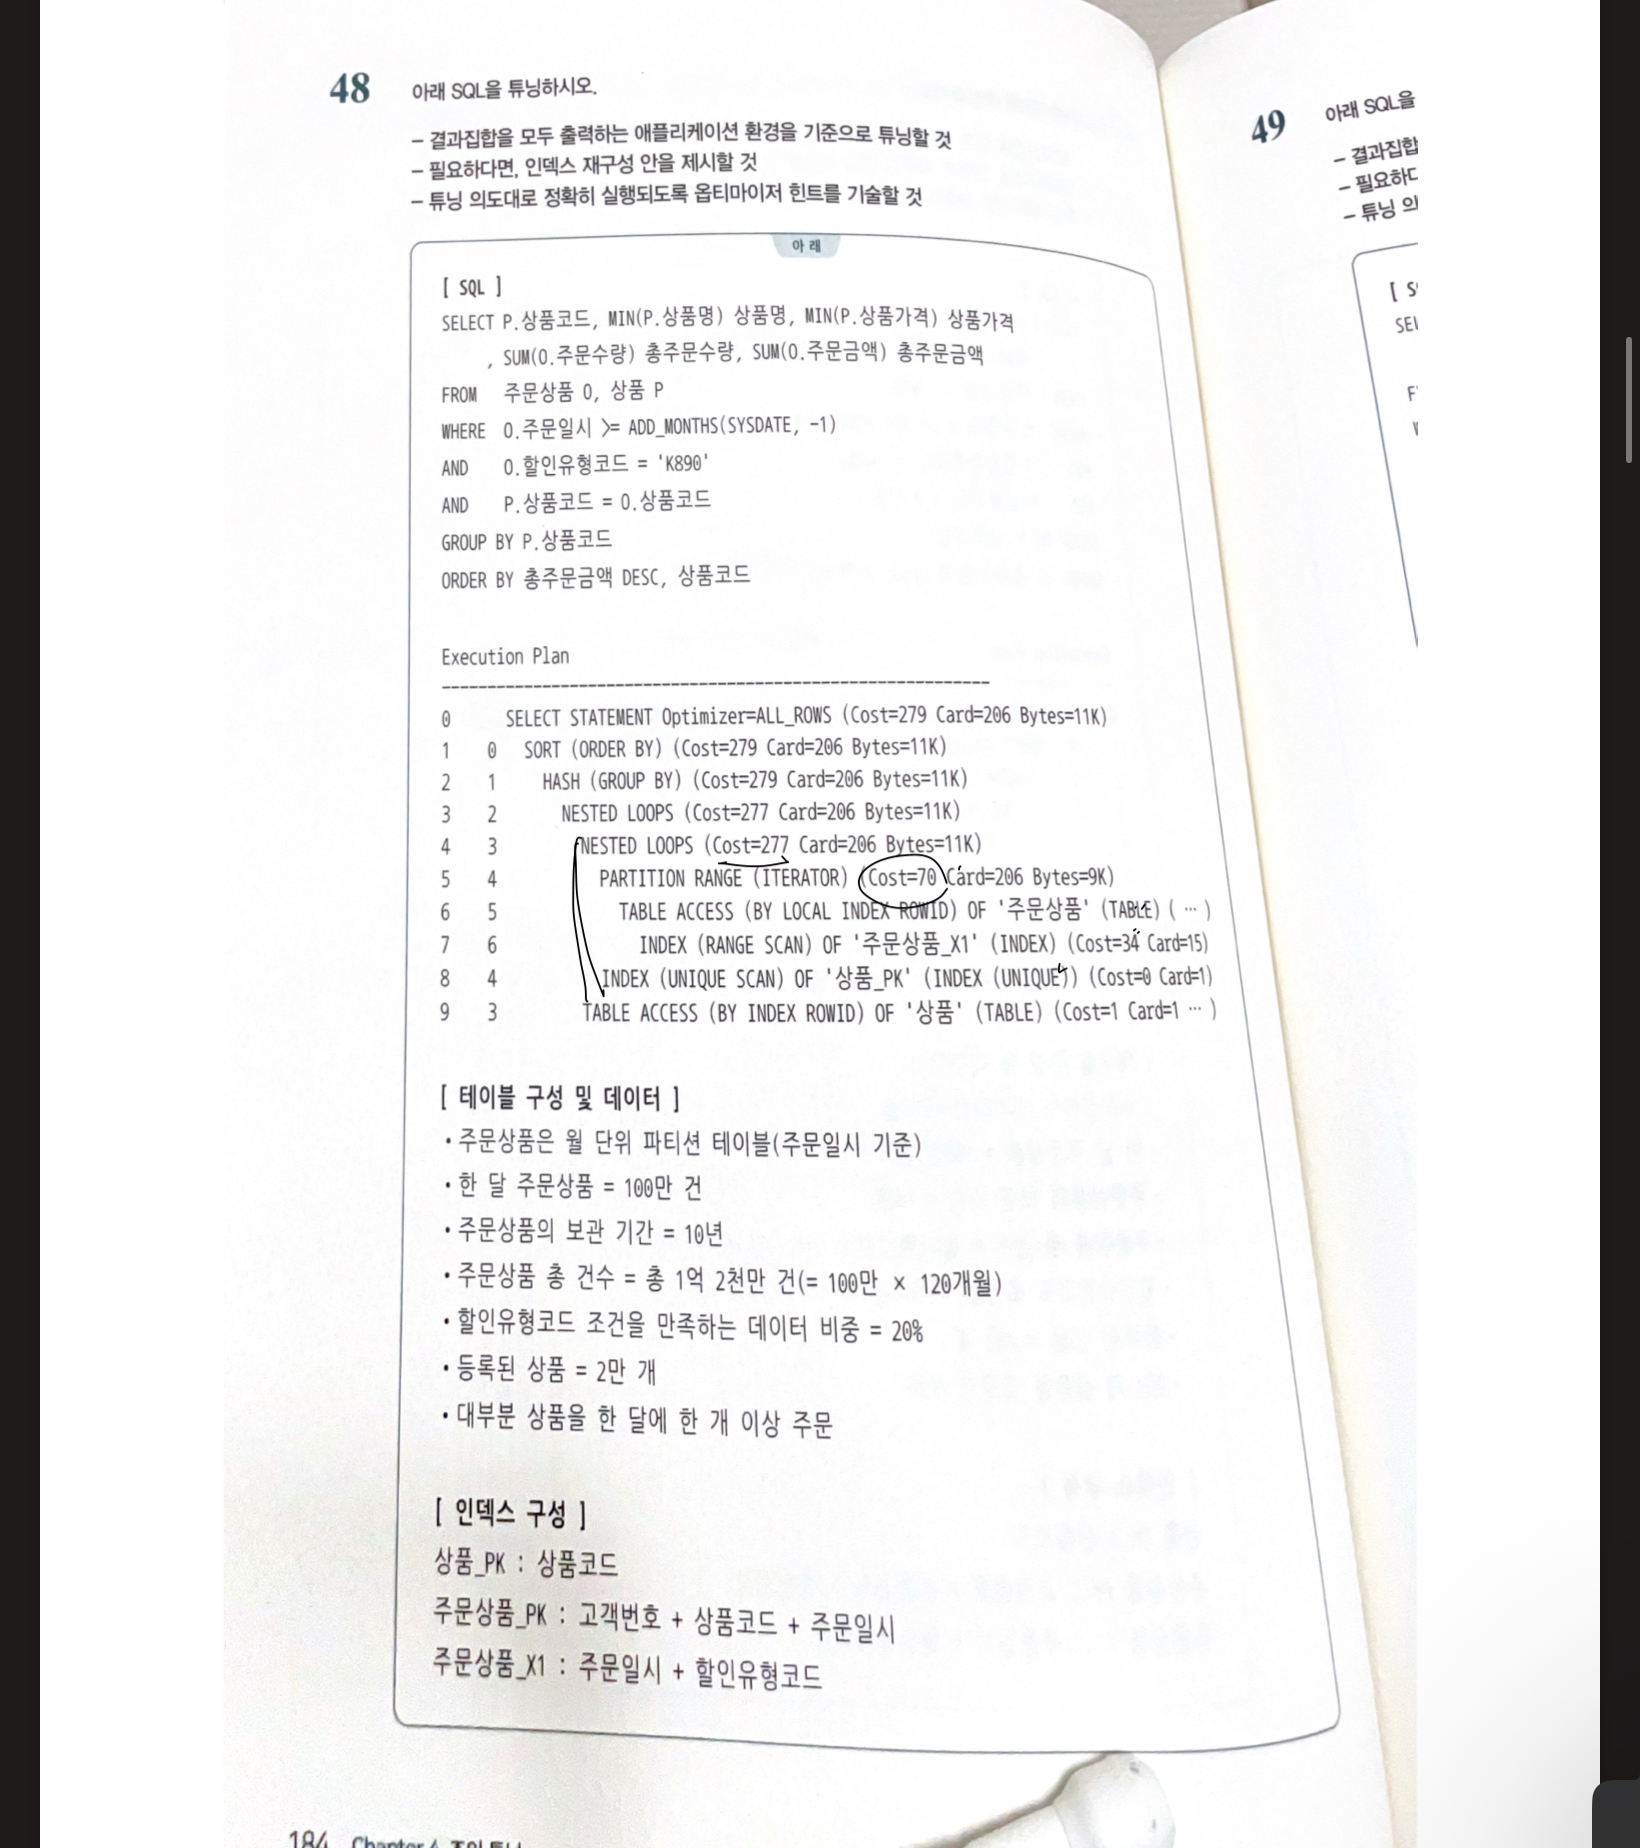 48
아래 SQL을 튜닝하시오.
- 결과집합을 모두 출력하는 애플리케이션 환경을 기준으로 튜닝할 것
- 필요하다면, 인덱스 재구성 안을 제시할 것
- 튜닝 의도대로 정확히 실행되도록 옵티마이저 힌트를 기술할 것
아래
[ SQL ]
SELECT P.상품코드, MIN(P.상품명) 상품명, MIN(P.상품가격) 상품가격
, SUM(O.주문수량) 총주문수량, SUM(O.주문금액) 총주문금액
FROM 주문상품 O, 상품 P
WHERE O.주문일시 >= ADD_MONTHS(SYSDATE, -1)
AND O.할인유형코드 = 'K890'
AND P.상품코드 = O.상품코드
GROUP BY P.상품코드
ORDER BY 총주문금액 DESC, 상품코드
Execution Plan
------------------------------------------------------------
0 SELECT STATEMENT Optimizer=ALL_ROWS (Cost=279 Card=206 Bytes=11K)
1 0 SORT (ORDER BY) (Cost=279 Card=206 Bytes=11K)
2 1 HASH (GROUP BY) (Cost=279 Card=206 Bytes=11K)
3 2 NESTED LOOPS (Cost=277 Card=206 Bytes=11K)
4 3 NESTED LOOPS (Cost=277 Card=206 Bytes=11K)
5 4 PARTITION RANGE (ITERATOR) (Cost=70 Card=206 Bytes=9K)
6 5 TABLE ACCESS (BY LOCAL INDEX ROWID) OF '주문상품' (TABLE) ( … )
7 6 INDEX (RANGE SCAN) OF '주문상품_X1' (INDEX) (Cost=34 Card=15)
8 4 INDEX (UNIQUE SCAN) OF '상품_PK' (INDEX (UNIQUE)) (Cost=0 Card=1)
9 3 TABLE ACCESS (BY INDEX ROWID) OF '상품' (TABLE) (Cost=1 Card=1 … )
[ 테이블 구성 및 데이터 ]
• 주문상품은 월 단위 파티션 테이블(주문일시 기준)
• 한 달 주문상품 = 100만 건
• 주문상품의 보관 기간 = 10년
• 주문상품 총 건수 = 총 1억 2천만 건(= 100만 × 120개월)
• 할인유형코드 조건을 만족하는 데이터 비중 = 20%
• 등록된 상품 = 2만 개
• 대부분 상품을 한 달에 한 개 이상 주문
[ 인덱스 구성 ]
상품_PK : 상품코드
주문상품_PK : 고객번호 + 상품코드 + 주문일시
주문상품_X1 : 주문일시 + 할인유형코드
184
49
아래 SQL을
- 결과집합
- 필요하
- 튜닝 의